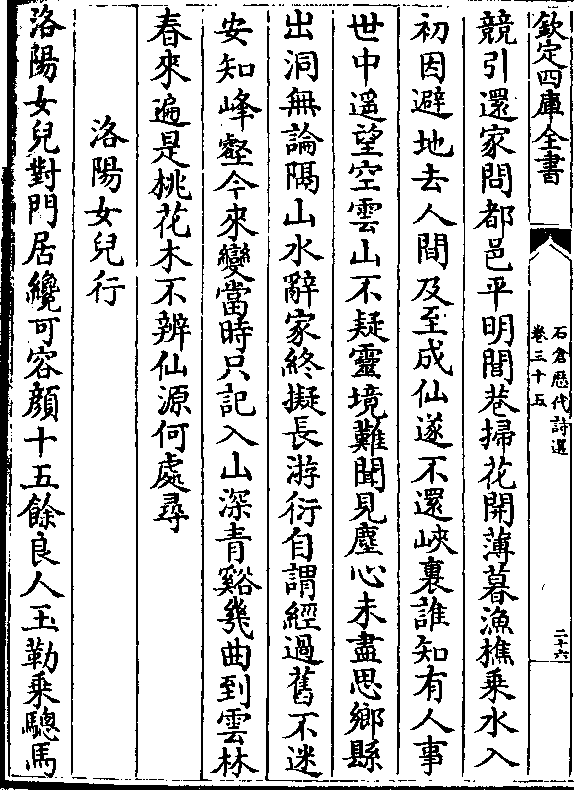 欽定四庫全書
石倉歴代詩選
卷三十五
二十六
競引還家問都邑平明閭巷掃花開薄暮漁樵乗水入
初因避地去人間及至成仙遂不還峽裏誰知有人事
世中遥望空雲山不疑靈境難聞見塵心未盡思鄉縣
出洞無論隔山水辭家終擬長游衍自謂經過舊不迷
安知峰壑今來變當時只記入山深青谿幾曲到雲林
春來遍是桃花水不辨仙源何處尋
洛陽女兒行
洛陽女兒對門居纔可容顔十五餘良人玉勒乗驄馬